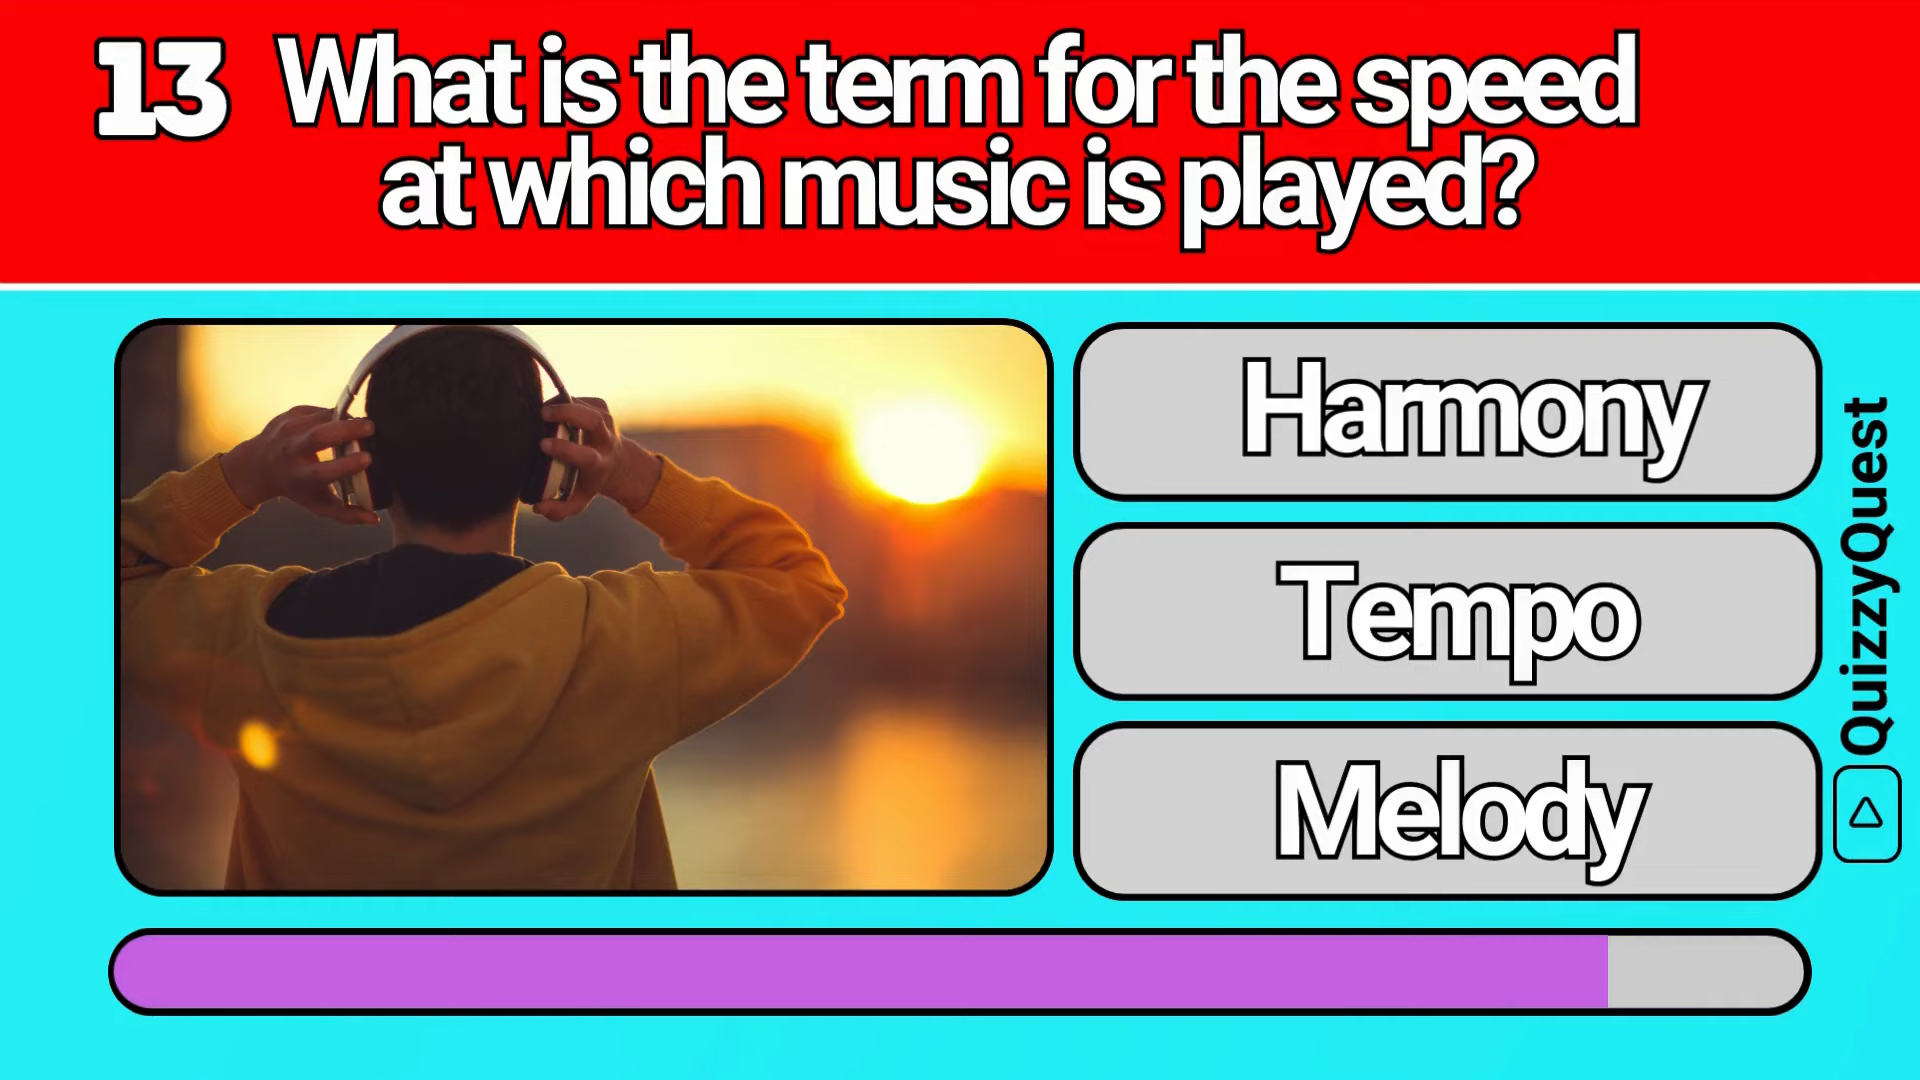 13 What is the term for the speed
at which music is played?
Harmony
Tempo
Melody
QuizzyQuest